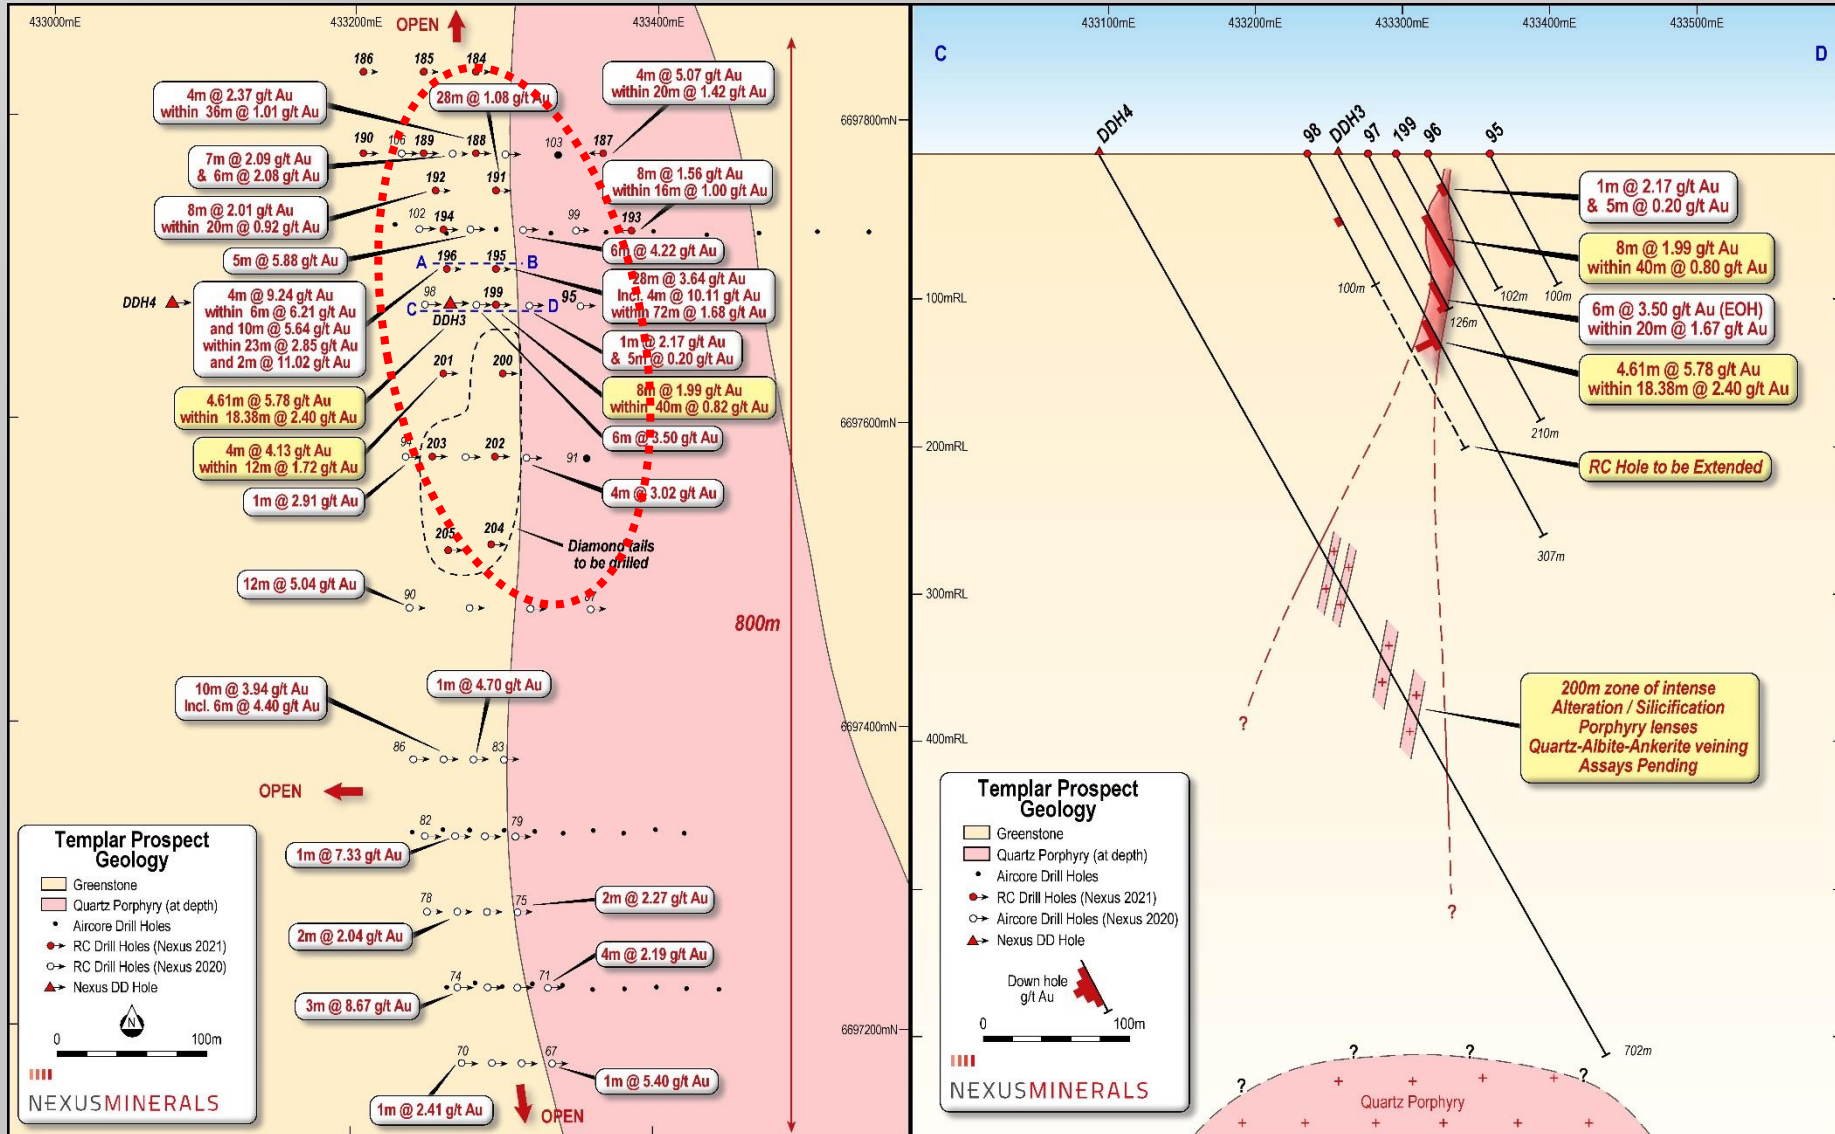 433000mE
433200mE
433400mE
OPEN
186
185
184
4m @ 2.37 g/t Au
within 36m @ 1.01 g/t Au
28m @ 1.08 g/t Au
4m @ 5.07 g/t Au
within 20m @ 1.42 g/t Au
6697800mN
190
106
189
188
103
187
7m @ 2.09 g/t Au
& 6m @ 2.08 g/t Au
192
191
8m @ 1.56 g/t Au
within 16m @ 1.00 g/t Au
8m @ 2.01 g/t Au
within 20m @ 0.92 g/t Au
102
194
99
193
5m @ 5.88 g/t Au
6m @ 4.22 g/t Au
A
196
195
B
DDH4
4m @ 9.24 g/t Au
within 6m @ 6.21 g/t Au
and 10m @ 5.64 g/t Au
within 23m @ 2.85 g/t Au
and 2m @ 11.02 g/t Au
28m @ 3.64 g/t Au
Incl. 4m @ 10.11 g/t Au
within 72m @ 1.68 g/t Au
98
199
95
C
D
DDH3
1m @ 2.17 g/t Au
& 5m @ 0.20 g/t Au
201
200
4.61m @ 5.78 g/t Au
within 18.38m @ 2.40 g/t Au
8m @ 1.99 g/t Au
within 40m @ 0.82 g/t Au
6697600mN
4m @ 4.13 g/t Au
within 12m @ 1.72 g/t Au
6m @ 3.50 g/t Au
94
203
202
91
1m @ 2.91 g/t Au
4m @ 3.02 g/t Au
205
204
Diamond tails
to be drilled
12m @ 5.04 g/t Au
90
87
800m
10m @ 3.94 g/t Au
Incl. 6m @ 4.40 g/t Au
1m @ 4.70 g/t Au
6697400mN
86
83
OPEN
82
79
1m @ 7.33 g/t Au
78
75
2m @ 2.27 g/t Au
2m @ 2.04 g/t Au
74
71
4m @ 2.19 g/t Au
3m @ 8.67 g/t Au
6697200mN
70
67
1m @ 5.40 g/t Au
1m @ 2.41 g/t Au
OPEN
Templar Prospect
Geology
Greenstone
Quartz Porphyry (at depth)
Aircore Drill Holes
RC Drill Holes (Nexus 2021)
RC Drill Holes (Nexus 2020)
Nexus DD Hole
N
0
100m
NEXUSMINERALS
433100mE
433200mE
433300mE
433400mE
433500mE
C
D
DDH4
98
DDH3
97
199
96
95
1m @ 2.17 g/t Au
& 5m @ 0.20 g/t Au
8m @ 1.99 g/t Au
within 40m @ 0.80 g/t Au
100mRL
100m
102m
100m
126m
6m @ 3.50 g/t Au (EOH)
within 20m @ 1.67 g/t Au
4.61m @ 5.78 g/t Au
within 18.38m @ 2.40 g/t Au
210m
200mRL
RC Hole to be Extended
307m
300mRL
?
400mRL
200m zone of intense
Alteration / Silicification
Porphyry lenses
Quartz-Albite-Ankerite veining
Assays Pending
?
Templar Prospect
Geology
Greenstone
Quartz Porphyry (at depth)
Aircore Drill Holes
RC Drill Holes (Nexus 2021)
Aircore Drill Holes (Nexus 2020)
Nexus DD Hole
Down hole
g/t Au
0
100m
NEXUSMINERALS
702m
?
?
?
?
Quartz Porphyry